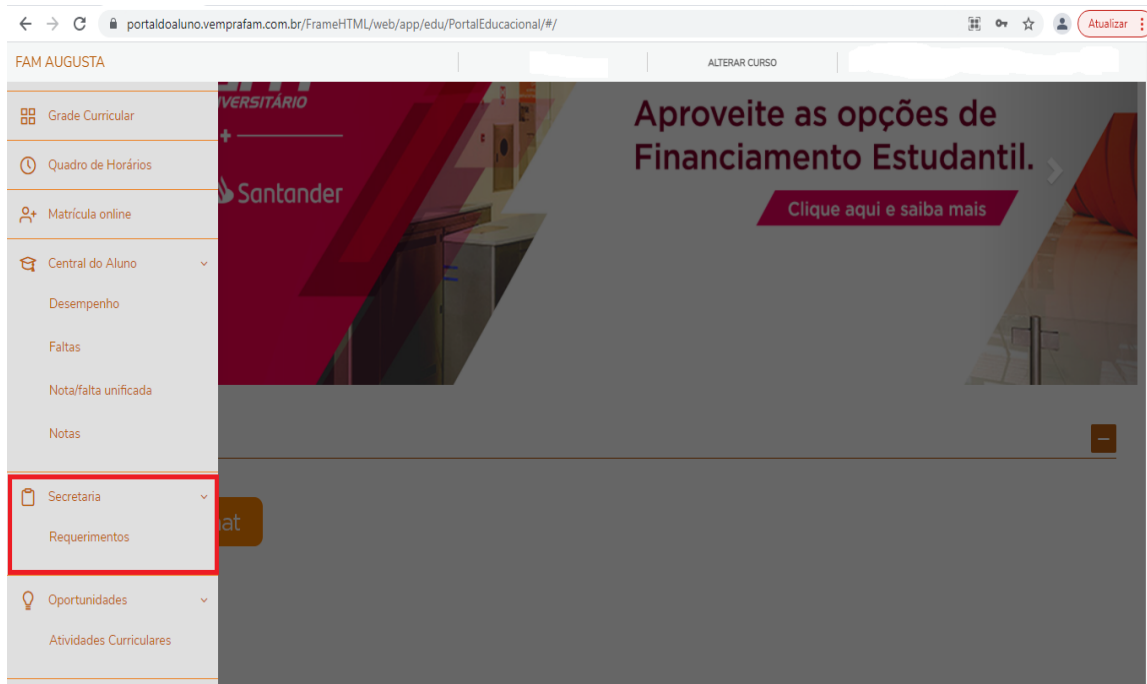 portaldoaluno.vemprafam.com.br/FrameHTML/web/app/edu/PortalEducacional/#/
Atualizar
FAM AUGUSTA
ALTERAR CURSO
Grade Curricular
Quadro de Horários
Matrícula online
Central do Aluno
Desempenho
Faltas
Nota/falta unificada
Notas
Secretaria
Requerimentos
Oportunidades
Atividades Curriculares
+
Santander
Aproveite as opções de
Financiamento Estudantil.
Clique aqui e saiba mais